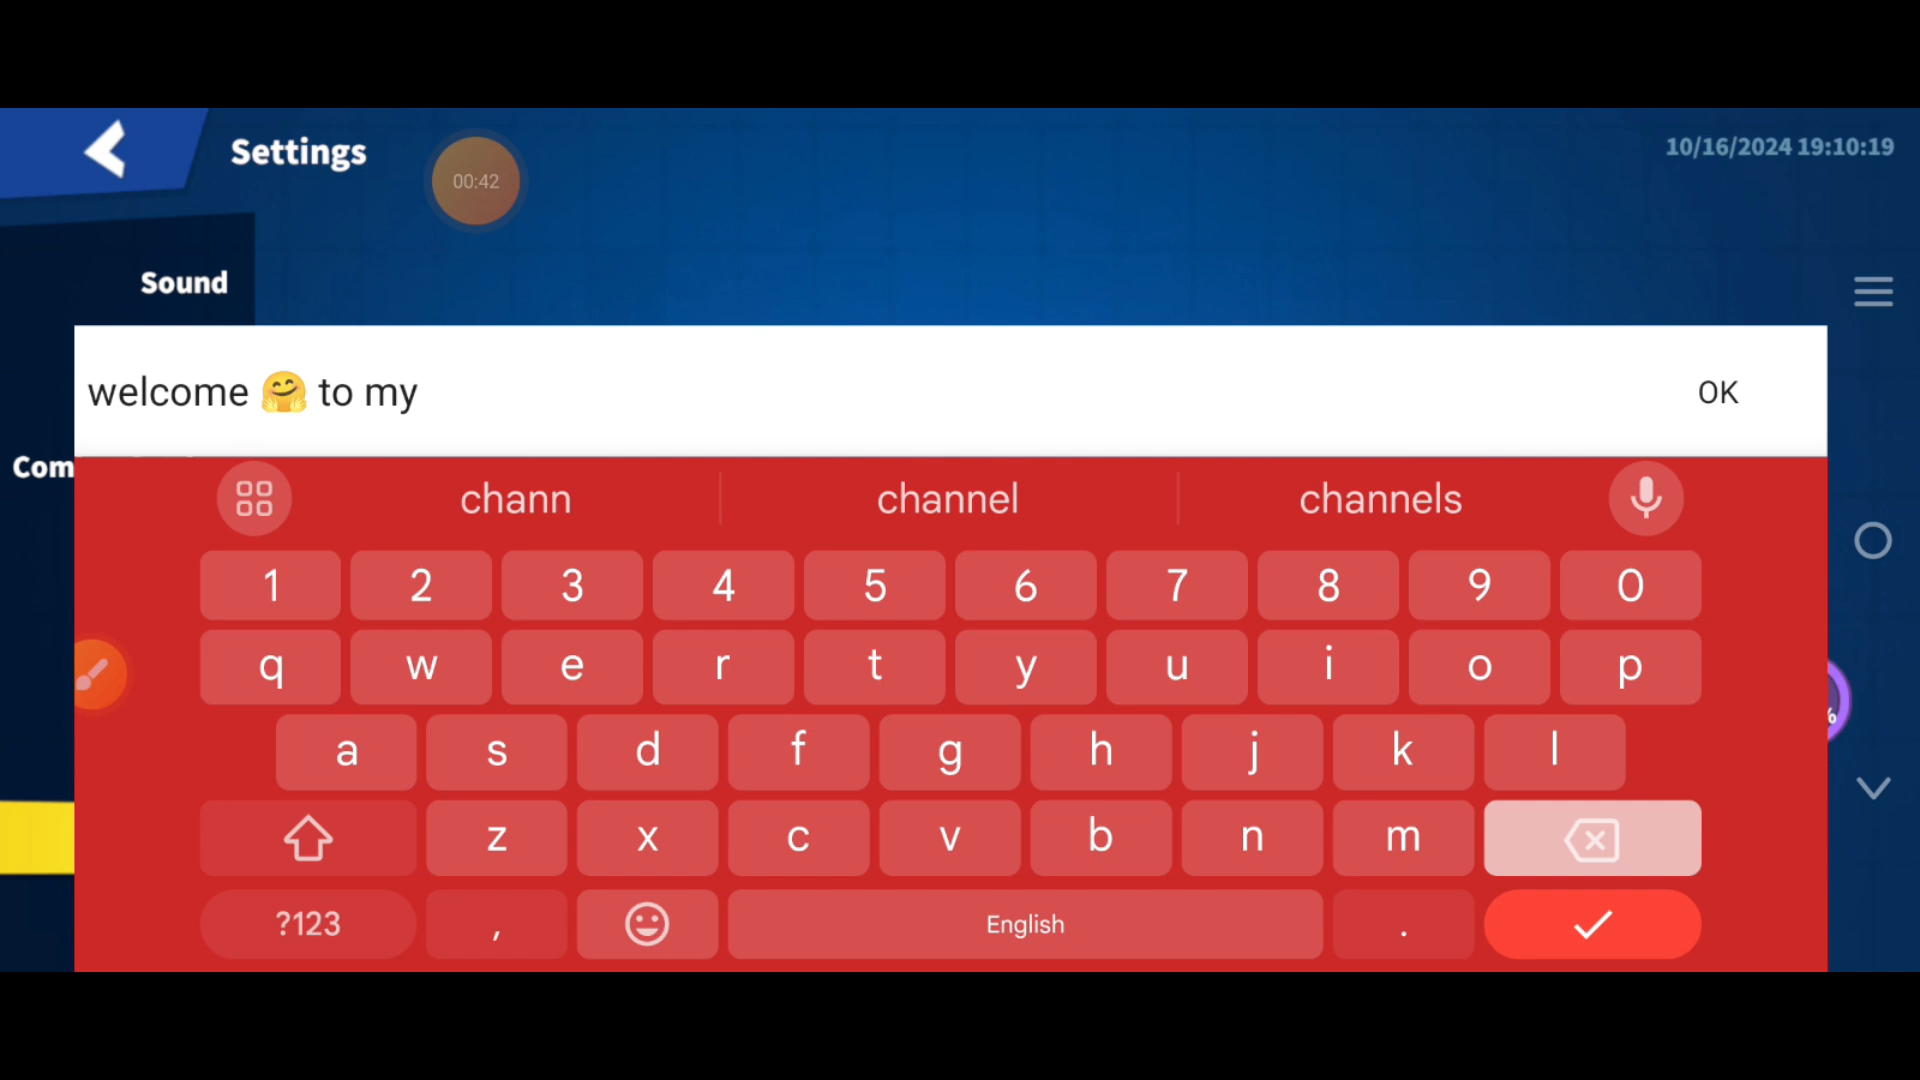 Settings
00:42
10/16/2024 19:10:19
Sound
welcome 🤗 to my
OK
Com
chann channel channels
1 2 3 4 5 6 7 8 9 0
q w e r t y u i o p
%
a s d f g h j k l
z x c v b n m
?123 , English .